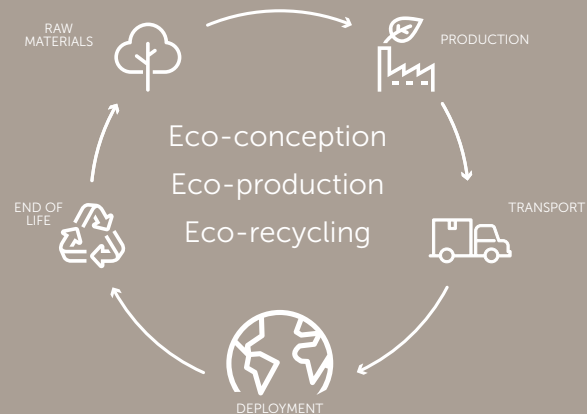 RAW
MATERIALS
PRODUCTION
Eco-conception
Eco-production
Eco-recycling
END OF
LIFE
TRANSPORT
DEPLOYMENT